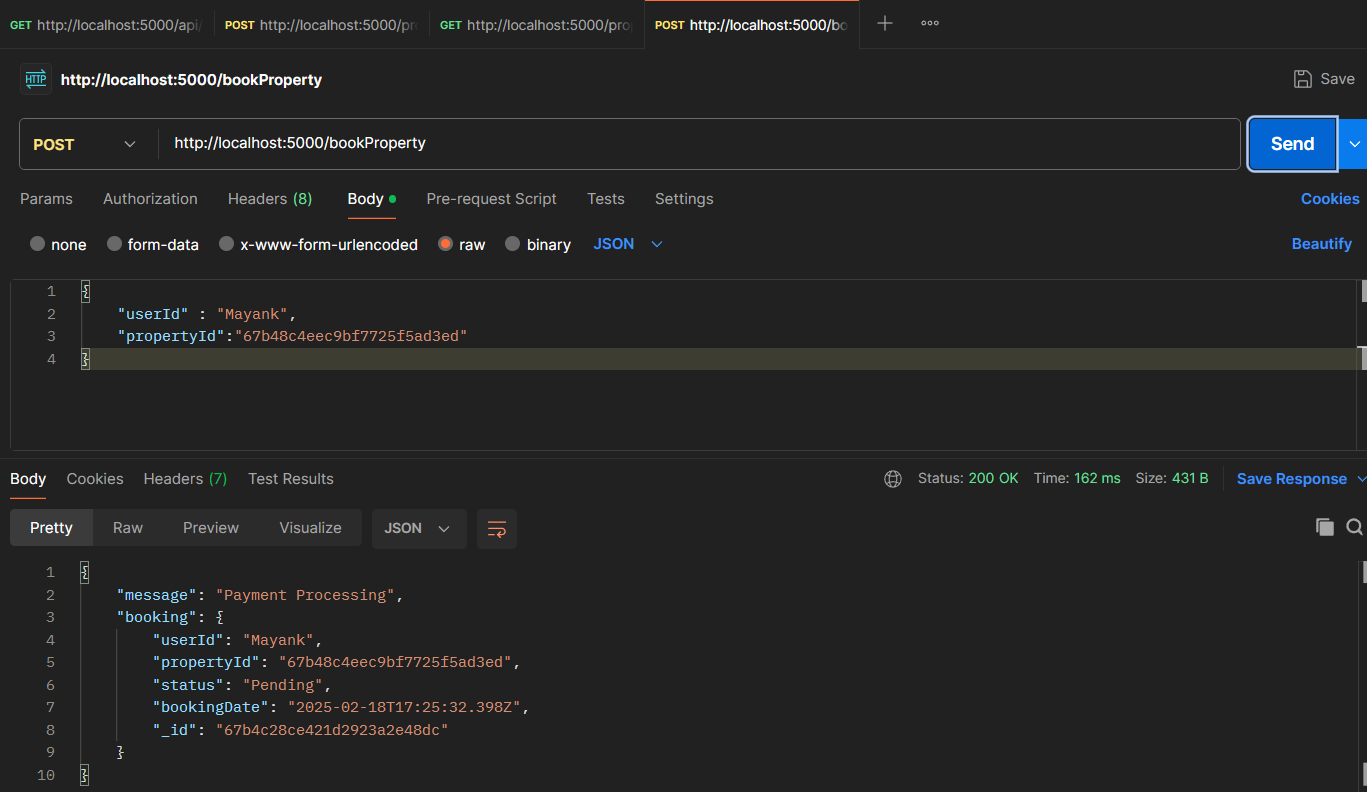 GET http://localhost:5000/api/ POST http://localhost:5000/pr GET http://localhost:5000/pro POST http://localhost:5000/bo
HTTP http://localhost:5000/bookProperty Save
POST http://localhost:5000/bookProperty Send
Params Authorization Headers (8) Body Pre-request Script Tests Settings Cookies
none form-data x-www-form-urlencoded raw binary JSON Beautify
1 {
2 "userId" : "Mayank",
3 "propertyId":"67b48c4eec9bf7725f5ad3ed"
4 }
Body Cookies Headers (7) Test Results Status: 200 OK Time: 162 ms Size: 431 B Save Response
Pretty Raw Preview Visualize JSON
1 {
2 "message": "Payment Processing",
3 "booking": {
4 "userId": "Mayank",
5 "propertyId": "67b48c4eec9bf7725f5ad3ed",
6 "status": "Pending",
7 "bookingDate": "2025-02-18T17:25:32.398Z",
8 "_id": "67b4c28ce421d2923a2e48dc"
9 }
10 }